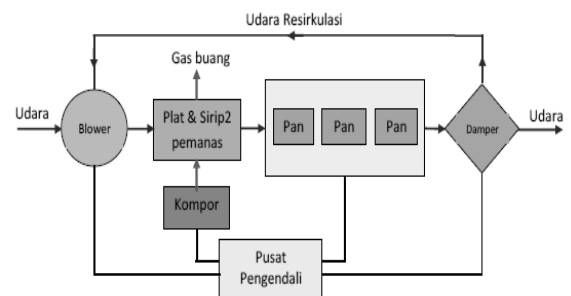 Udara Resirkulasi
Gas buang
Udara
Blower
Plat & Sirip2
pemanas
Pan
Pan
Pan
Damper
Udara
Kompor
Pusat
Pengendali